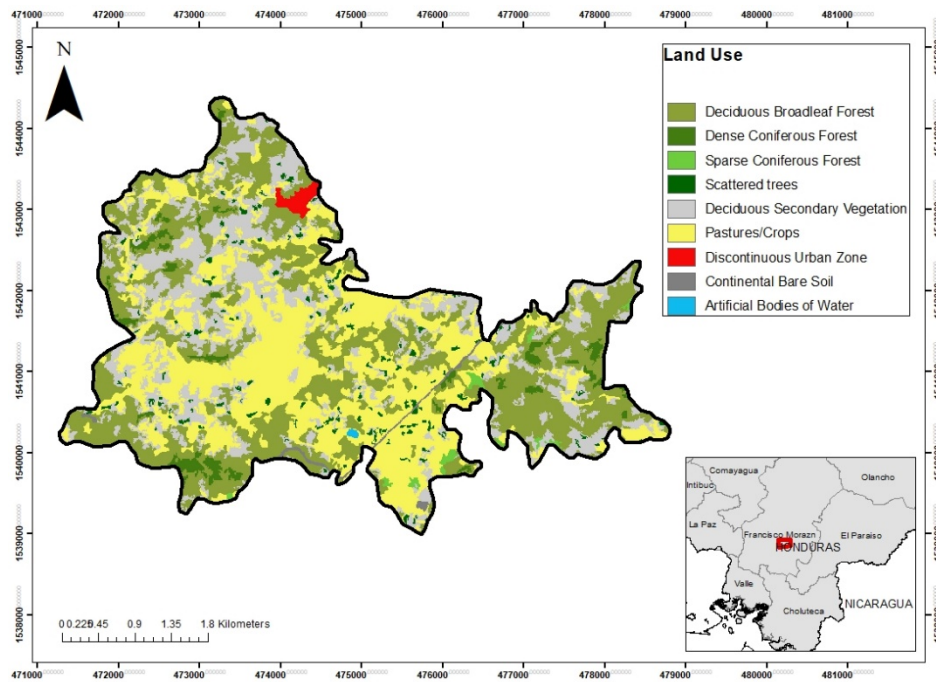 471000 472000 473000 474000 475000 476000 477000 478000 479000 480000 481000
1545000
1544000
1543000
1542000
1541000
1540000
1539000
1538000
N
Land Use
Deciduous Broadleaf Forest
Dense Coniferous Forest
Sparse Coniferous Forest
Scattered trees
Deciduous Secondary Vegetation
Pastures/Crops
Discontinuous Urban Zone
Continental Bare Soil
Artificial Bodies of Water
Comayagua
Olancho
Intibuc
La Paz
Francisco Morazn
El Paraiso
HONDURAS
Valle
Choluteca
NICARAGUA
0 0.225 0.45 0.9 1.35 1.8 Kilometers
471000 472000 473000 474000 475000 476000 477000 478000 479000 480000 481000